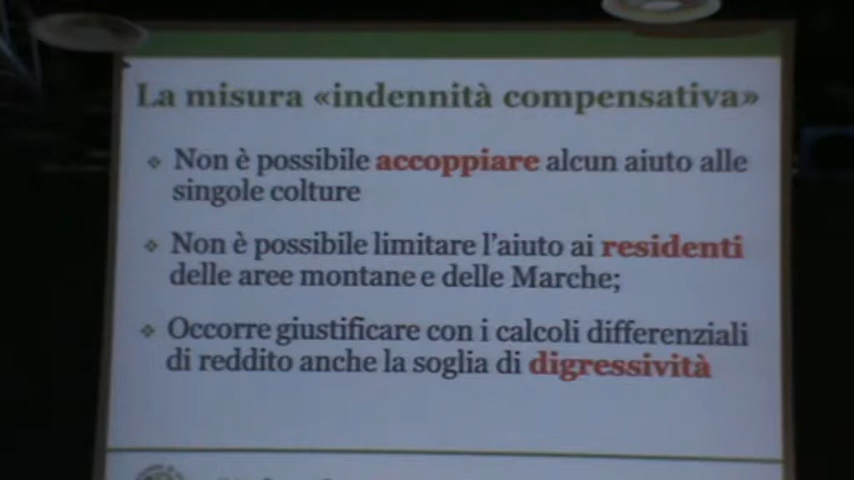 La misura «indennità compensativa»
Non è possibile accoppiare alcun aiuto alle
singole colture
Non è possibile limitare l'aiuto ai residenti
delle aree montane e delle Marche;
Occorre giustificare con i calcoli differenziali
di reddito anche la soglia di digressività